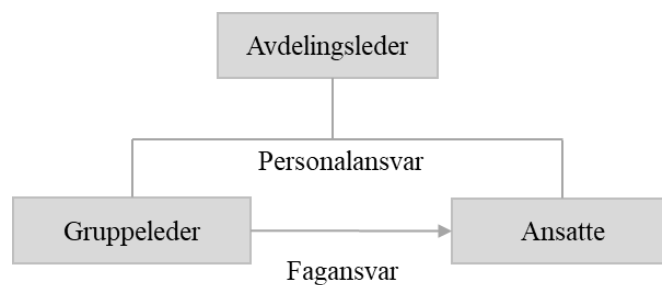 Avdelingsleder
Personalansvar
Gruppeleder
Ansatte
Fagansvar